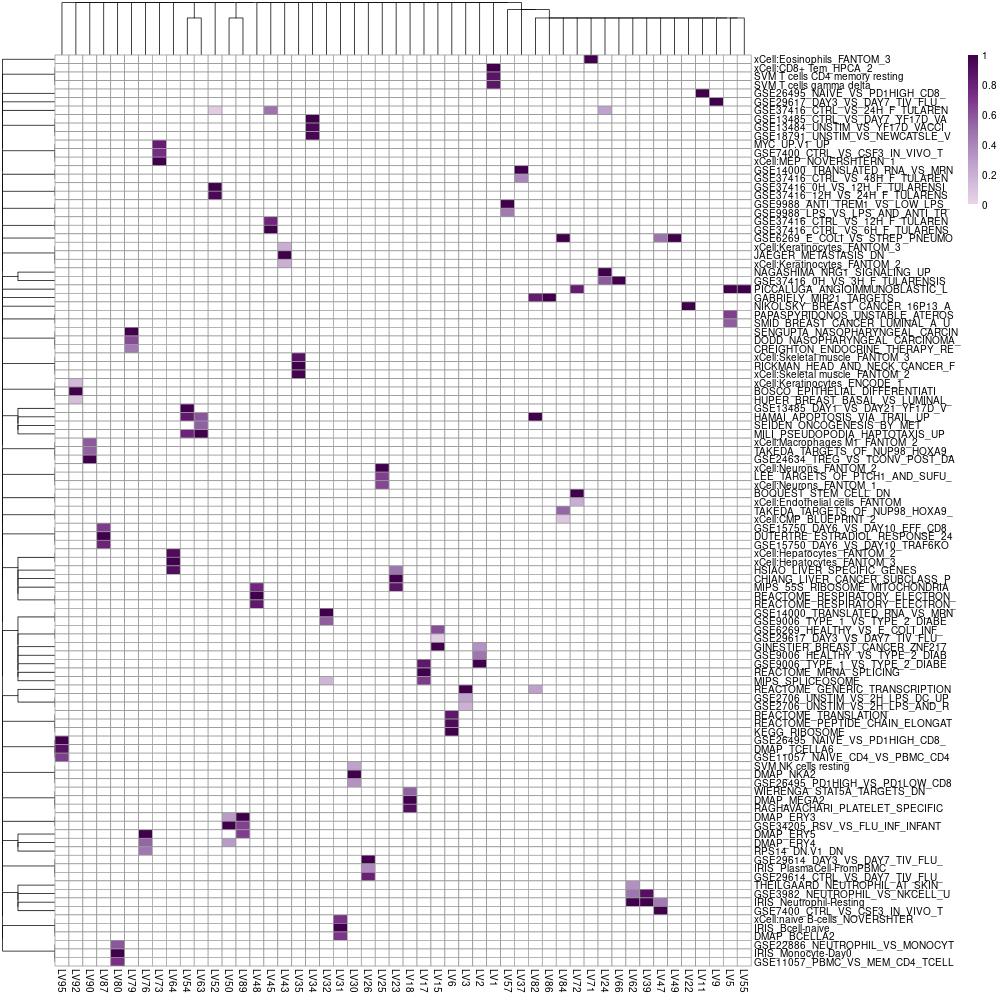 xCell:Eosinophils_FANTOM_3
xCell:CD8+ Tem_HPCA_2
SVM T cells CD4 memory resting
SVM T cells gamma delta
GSE26495_NAIVE_VS_PD1HIGH_CD8_
GSE29617_DAY3_VS_DAY7_TIV_FLU_
GSE37416_CTRL_VS_24H_F_TULAREN
GSE13485_CTRL_VS_DAY7_YF17D_VA
GSE13484_UNSTIM_VS_YF17D_VACCI
GSE18791_UNSTIM_VS_NEWCATSLE_V
MYC_UP.V1_UP
GSE7400_CTRL_VS_CSF3_IN_VIVO_T
xCell:MEP_NOVERSHTERN_1
GSE14000_TRANSLATED_RNA_VS_MRN
GSE37416_CTRL_VS_48H_F_TULAREN
GSE37416_0H_VS_12H_F_TULARENSI
GSE37416_12H_VS_24H_F_TULARENS
GSE9988_ANTI_TREM1_VS_LOW_LPS_
GSE9988_LPS_VS_LPS_AND_ANTI_TR
GSE37416_CTRL_VS_12H_F_TULAREN
GSE37416_CTRL_VS_6H_F_TULARENS
GSE6269_E_COLI_VS_STREP_PNEUMO
xCell:Keratinocytes_FANTOM_3
JAEGER_METASTASIS_DN
xCell:Keratinocytes_FANTOM_2
NAGASHIMA_NRG1_SIGNALING_UP
GSE37416_0H_VS_3H_F_TULARENSIS
PICCALUGA_ANGIOIMMUNOBLASTIC_L
GABRIELY_MIR21_TARGETS
NIKOLSKY_BREAST_CANCER_16P13_A
PAPASPYRIDONOS_UNSTABLE_ATEROS
SMID_BREAST_CANCER_LUMINAL_A_U
SENGUPTA_NASOPHARYNGEAL_CARCIN
DODD_NASOPHARYNGEAL_CARCINOMA_
CREIGHTON_ENDOCRINE_THERAPY_RE
xCell:Skeletal muscle_FANTOM_3
RICKMAN_HEAD_AND_NECK_CANCER_F
xCell:Skeletal muscle_FANTOM_2
xCell:Keratinocytes_ENCODE_1
BOSCO_EPITHELIAL_DIFFERENTIATI
HUPER_BREAST_BASAL_VS_LUMINAL_
GSE13485_DAY1_VS_DAY21_YF17D_V
HAMAI_APOPTOSIS_VIA_TRAIL_UP
SEIDEN_ONCOGENESIS_BY_MET
MILI_PSEUDOPODIA_HAPTOTAXIS_UP
xCell:Macrophages M1_FANTOM_2
TAKEDA_TARGETS_OF_NUP98_HOXA9_
GSE24634_TREG_VS_TCONV_POST_DA
xCell:Neurons_FANTOM_2
LEE_TARGETS_OF_PTCH1_AND_SUFU_
xCell:Neurons_FANTOM_1
BOQUEST_STEM_CELL_DN
xCell:Endothelial cells_FANTOM
TAKEDA_TARGETS_OF_NUP98_HOXA9_
xCell:CMP_BLUEPRINT_2
GSE15750_DAY6_VS_DAY10_EFF_CD8
DUTERTRE_ESTRADIOL_RESPONSE_24
GSE15750_DAY6_VS_DAY10_TRAF6KO
xCell:Hepatocytes_FANTOM_2
xCell:Hepatocytes_FANTOM_3
HSIAO_LIVER_SPECIFIC_GENES
CHIANG_LIVER_CANCER_SUBCLASS_P
MIPS_55S_RIBOSOME_MITOCHONDRIA
REACTOME_RESPIRATORY_ELECTRON_
REACTOME_RESPIRATORY_ELECTRON_
GSE14000_TRANSLATED_RNA_VS_MRN
GSE9006_TYPE_1_VS_TYPE_2_DIABE
GSE6269_HEALTHY_VS_E_COLI_INF_
GSE29617_DAY3_VS_DAY7_TIV_FLU_
GINESTIER_BREAST_CANCER_ZNF217
GSE9006_HEALTHY_VS_TYPE_2_DIAB
GSE9006_TYPE_1_VS_TYPE_2_DIABE
REACTOME_MRNA_SPLICING
MIPS_SPLICEOSOME
REACTOME_GENERIC_TRANSCRIPTION
GSE2706_UNSTIM_VS_2H_LPS_DC_UP
GSE2706_UNSTIM_VS_2H_LPS_AND_R
REACTOME_TRANSLATION
REACTOME_PEPTIDE_CHAIN_ELONGAT
KEGG_RIBOSOME
GSE26495_NAIVE_VS_PD1HIGH_CD8_
DMAP_TCELLA6
GSE11057_NAIVE_CD4_VS_PBMC_CD4
SVM NK cells resting
DMAP_NKA2
GSE26495_PD1HIGH_VS_PD1LOW_CD8
WIERENGA_STAT5A_TARGETS_DN
DMAP_MEGA2
RAGHAVACHARI_PLATELET_SPECIFIC
DMAP_ERY3
GSE34205_RSV_VS_FLU_INF_INFANT
DMAP_ERY5
DMAP_ERY4
RPS14_DN.V1_DN
GSE29614_DAY3_VS_DAY7_TIV_FLU_
IRIS_PlasmaCell-FromPBMC
GSE29614_CTRL_VS_DAY7_TIV_FLU_
THEILGAARD_NEUTROPHIL_AT_SKIN_
GSE3982_NEUTROPHIL_VS_NKCELL_U
IRIS_Neutrophil-Resting
GSE7400_CTRL_VS_CSF3_IN_VIVO_T
xCell:naive B-cells_NOVERSHTER
IRIS_Bcell-naive
DMAP_BCELLA2
GSE22886_NEUTROPHIL_VS_MONOCYT
IRIS_Monocyte-Day0
GSE11057_PBMC_VS_MEM_CD4_TCELL
1
0.8
0.6
0.4
0.2
0
LV95
LV92
LV90
LV87
LV79
LV76
LV73
LV64
LV54
LV63
LV52
LV50
LV89
LV48
LV45
LV43
LV34
LV35
LV32
LV31
LV30
LV26
LV25
LV23
LV18
LV17
LV15
LV6
LV3
LV2
LV1
LV57
LV37
LV82
LV86
LV84
LV72
LV71
LV24
LV66
LV62
LV39
LV47
LV49
LV22
LV11
LV9
LV5
LV55